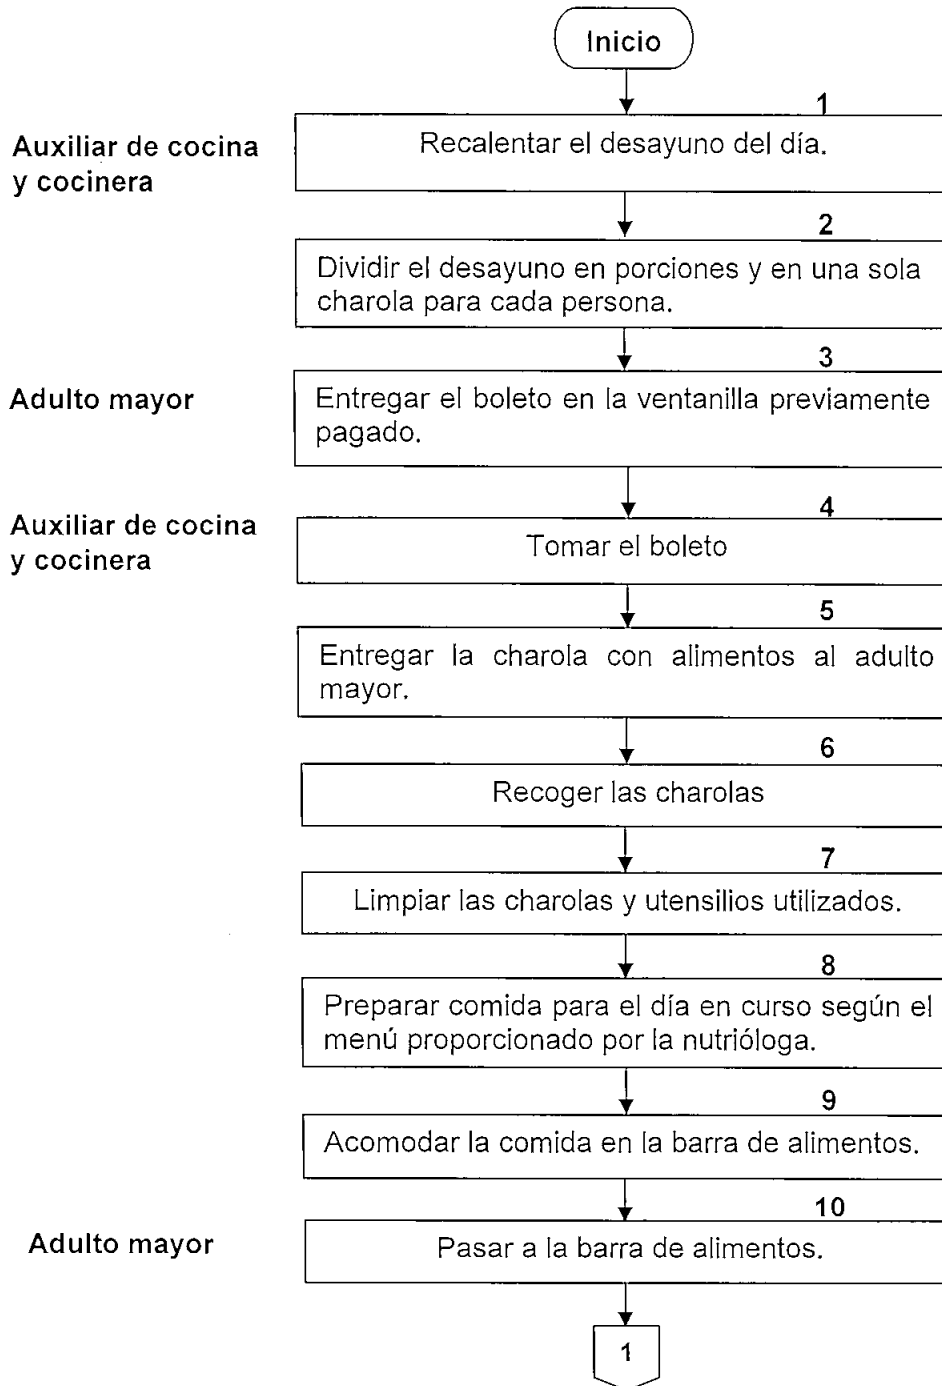 Inicio
1
Auxiliar de cocina
y cocinera
Recalentar el desayuno del día.
2
Dividir el desayuno en porciones y en una sola
charola para cada persona.
3
Adulto mayor
Entregar el boleto en la ventanilla previamente
pagado.
4
Auxiliar de cocina
y cocinera
Tomar el boleto
5
Entregar la charola con alimentos al adulto
mayor.
6
Recoger las charolas
7
Limpiar las charolas y utensilios utilizados.
8
Preparar comida para el día en curso según el
menú proporcionado por la nutrióloga.
9
Acomodar la comida en la barra de alimentos.
10
Adulto mayor
Pasar a la barra de alimentos.
1